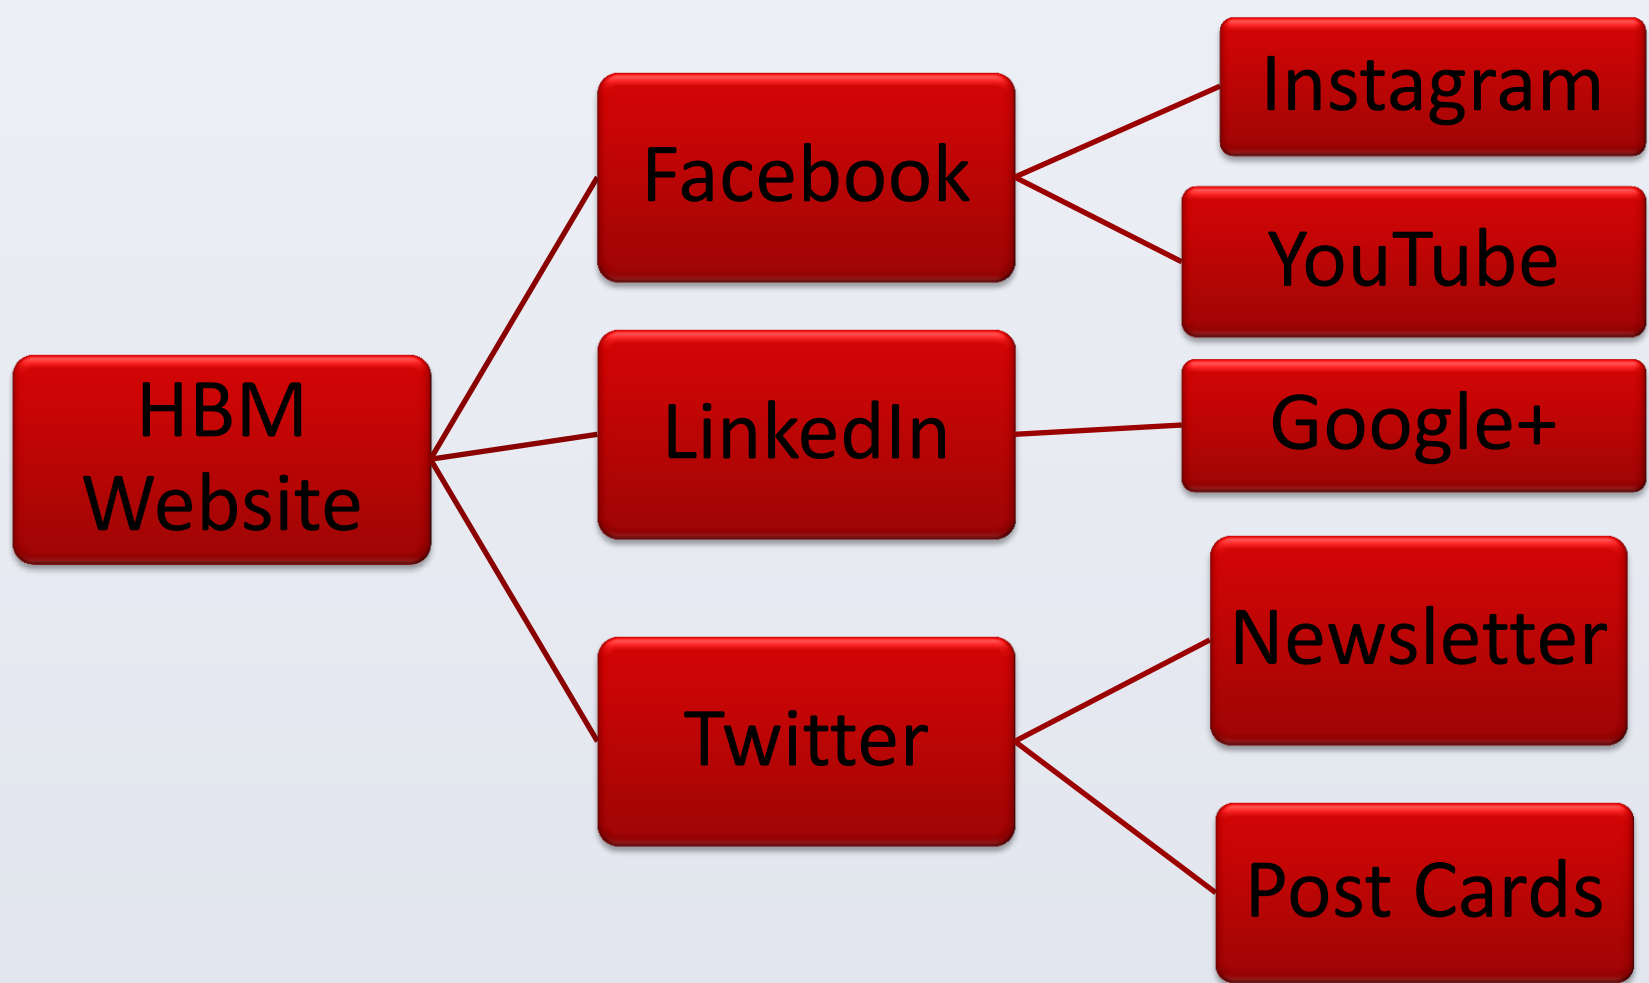 HBM
Website
Facebook
LinkedIn
Twitter
Instagram
YouTube
Google+
Newsletter
Post Cards